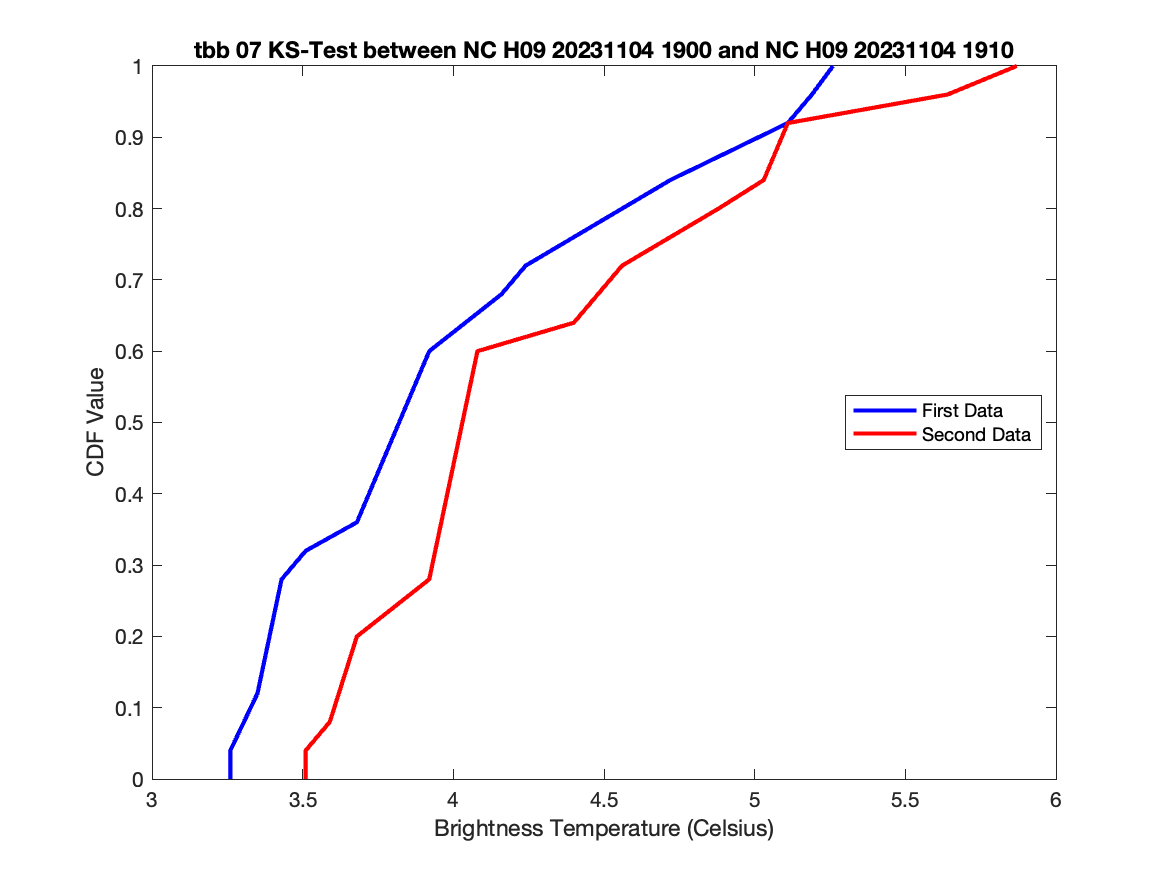 tbb 07 KS-Test between NC H09 20231104 1900 and NC H09 20231104 1910
1
0.9
0.8
0.7
0.6
0.5
0.4
0.3
0.2
0.1
0
CDF Value
First Data
Second Data
3 3.5 4 4.5 5 5.5 6
Brightness Temperature (Celsius)